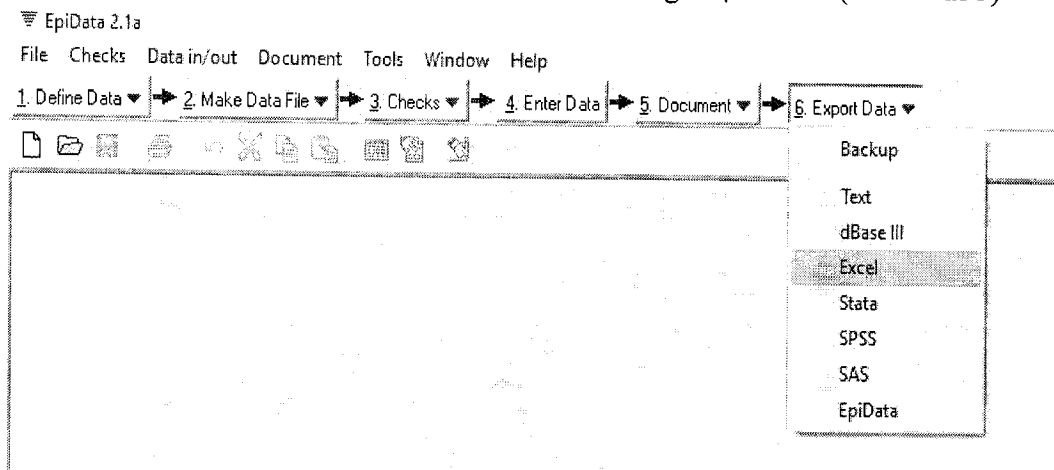 EpiData 2.1a
File Checks Data in/out Document Tools Window Help
1. Define Data 2. Make Data File 3. Checks 4. Enter Data 5. Document 6. Export Data
Backup
Text
dBase III
Excel
Stata
SPSS
SAS
EpiData